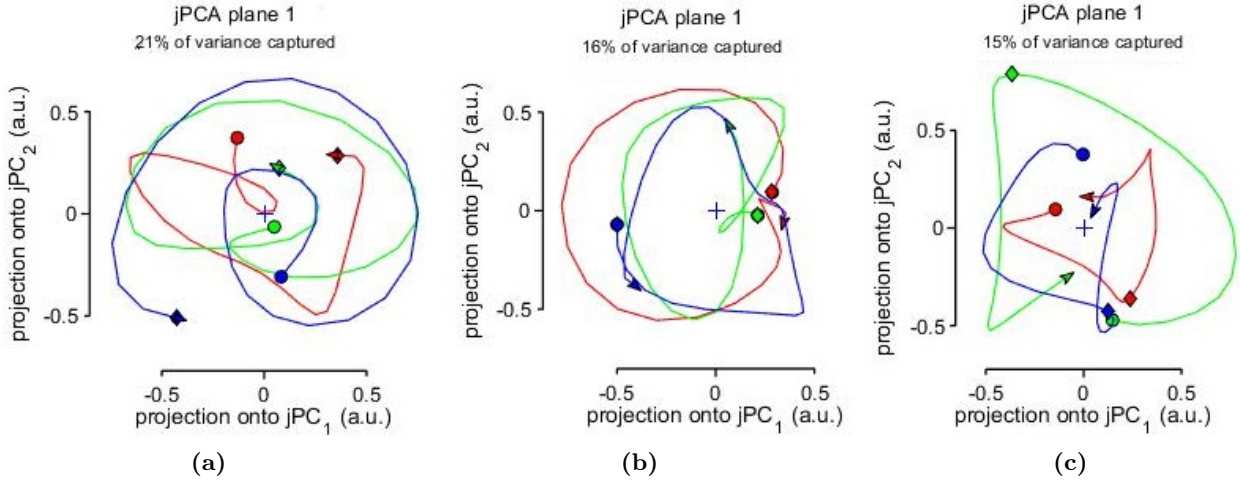 jPCA plane 1
21% of variance captured
projection onto jPC2 (a.u.)
0.5
0
-0.5
-0.5 0 0.5
projection onto jPC1 (a.u.)
(a)
jPCA plane 1
16% of variance captured
projection onto jPC2 (a.u.)
0.5
0
-0.5
-0.5 0 0.5
projection onto jPC1 (a.u.)
(b)
jPCA plane 1
15% of variance captured
projection onto jPC2 (a.u.)
0.5
0
-0.5
-0.5 0 0.5
projection onto jPC1 (a.u.)
(c)